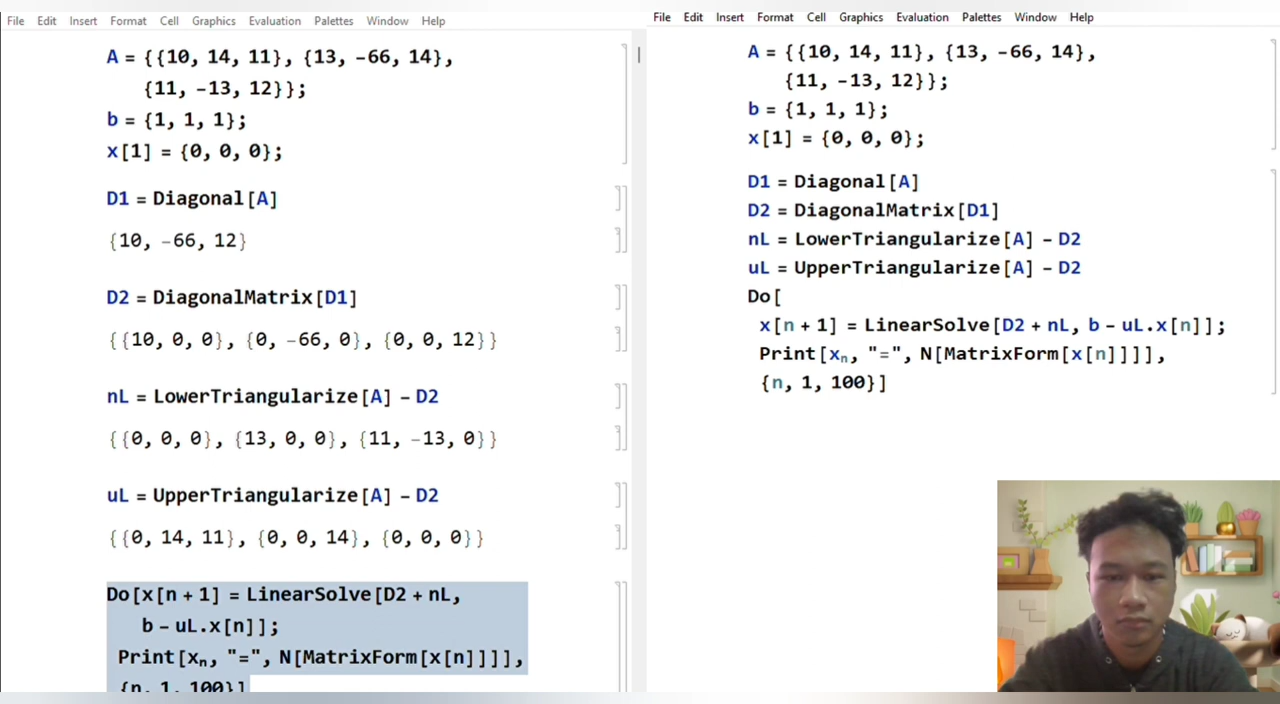 File Edit Insert Format Cell Graphics Evaluation Palettes Window Help
A = {{10, 14, 11}, {13, -66, 14},
{11, -13, 12}};
b = {1, 1, 1};
x[1] = {0, 0, 0};
D1 = Diagonal[A]
{10, -66, 12}
D2 = DiagonalMatrix[D1]
{{10, 0, 0}, {0, -66, 0}, {0, 0, 12}}
nL = LowerTriangularize[A] - D2
{{0, 0, 0}, {13, 0, 0}, {11, -13, 0}}
uL = UpperTriangularize[A] - D2
{{0, 14, 11}, {0, 0, 14}, {0, 0, 0}}
Do[x[n + 1] = LinearSolve[D2 + nL,
b - uL.x[n]];
Print[xₙ, "=", N[MatrixForm[x[n]]]],
{n, 1, 100}]
File Edit Insert Format Cell Graphics Evaluation Palettes Window Help
A = {{10, 14, 11}, {13, -66, 14},
{11, -13, 12}};
b = {1, 1, 1};
x[1] = {0, 0, 0};
D1 = Diagonal[A]
D2 = DiagonalMatrix[D1]
nL = LowerTriangularize[A] - D2
uL = UpperTriangularize[A] - D2
Do[
x[n + 1] = LinearSolve[D2 + nL, b - uL.x[n]];
Print[xₙ, "=", N[MatrixForm[x[n]]]],
{n, 1, 100}]